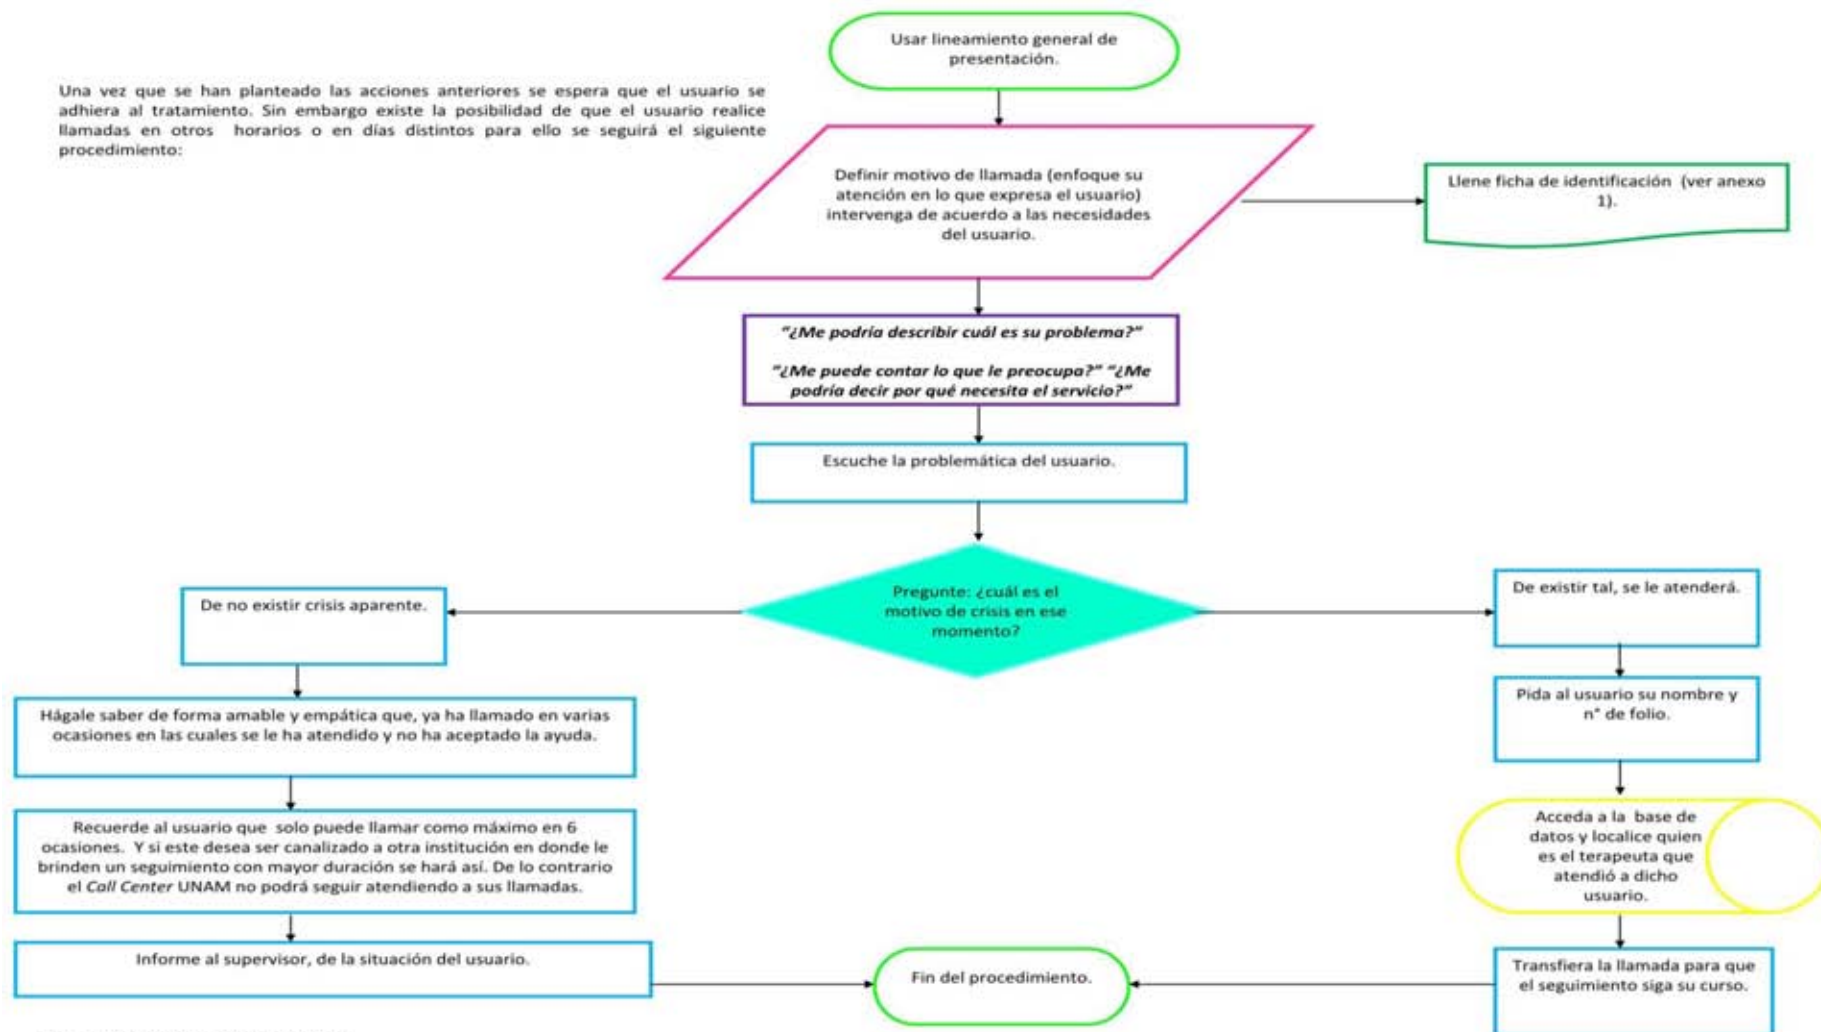 Usar lineamiento general de
presentación.
Una vez que se han planteado las acciones anteriores se espera que el usuario se
adhiera al tratamiento. Sin embargo existe la posibilidad de que el usuario realice
llamadas en otros horarios o en días distintos para ello se seguirá el siguiente
procedimiento:
Definir motivo de llamada (enfoque su
atención en lo que expresa el usuario)
intervenga de acuerdo a las necesidades
del usuario.
Llene ficha de identificación (ver anexo
1).
"¿Me podría describir cuál es su problema?"
"¿Me puede contar lo que le preocupa?" "¿Me
podría decir por qué necesita el servicio?"
Escuche la problemática del usuario.
Pregunte: ¿cuál es el
motivo de crisis en ese
momento?
De no existir crisis aparente.
Hágale saber de forma amable y empática que, ya ha llamado en varias
ocasiones en las cuales se le ha atendido y no ha aceptado la ayuda.
Recuerde al usuario que solo puede llamar como máximo en 6
ocasiones. Y si este desea ser canalizado a otra institución en donde le
brinden un seguimiento con mayor duración se hará así. De lo contrario
el Call Center UNAM no podrá seguir atendiendo a sus llamadas.
Informe al supervisor, de la situación del usuario.
De existir tal, se le atenderá.
Pida al usuario su nombre y
n° de folio.
Acceda a la base de
datos y localice quien
es el terapeuta que
atendió a dicho
usuario.
Transfiera la llamada para que
el seguimiento siga su curso.
Fin del procedimiento.